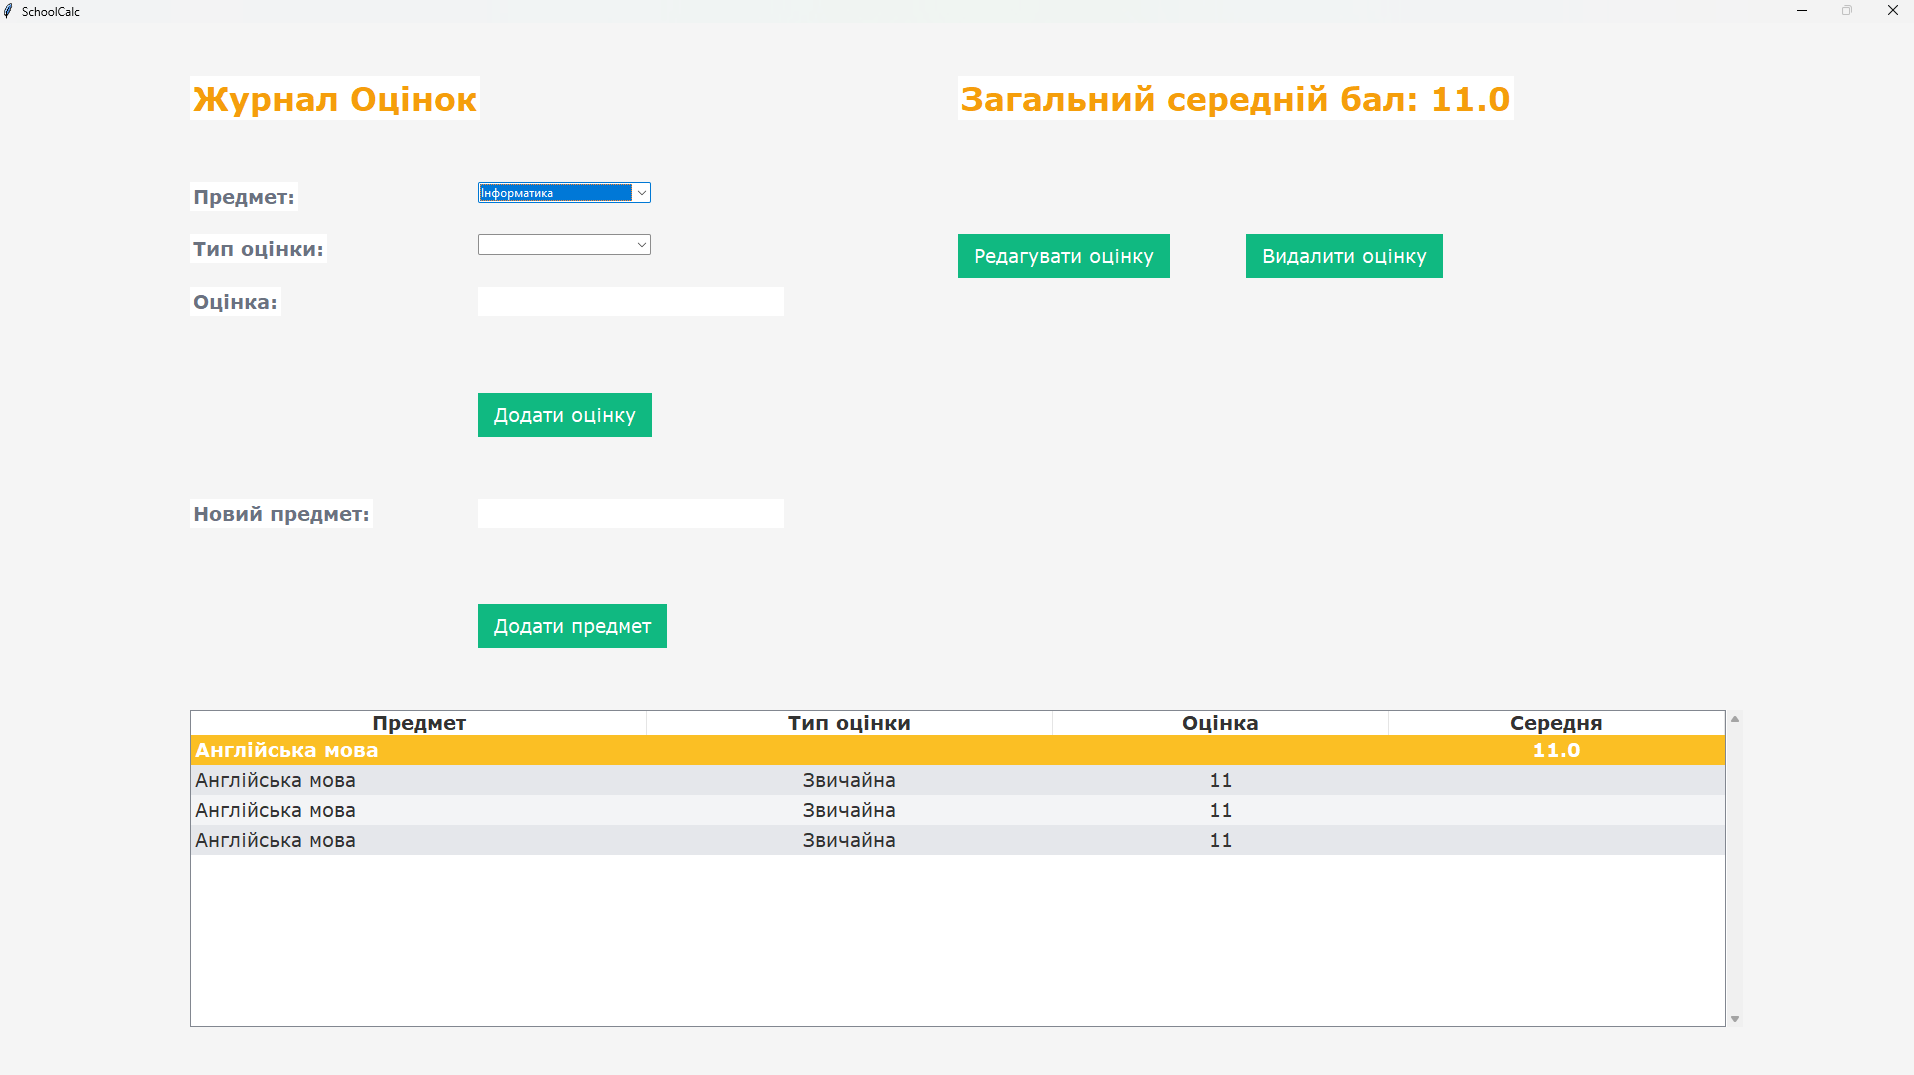 SchoolCalc
Журнал Оцінок
Загальний середній бал: 11.0
Предмет:
Інформатика
Тип оцінки:
Редагувати оцінку
Видалити оцінку
Оцінка:
Додати оцінку
Новий предмет:
Додати предмет
Предмет Тип оцінки Оцінка Середня
Англійська мова 11.0
Англійська мова Звичайна 11
Англійська мова Звичайна 11
Англійська мова Звичайна 11